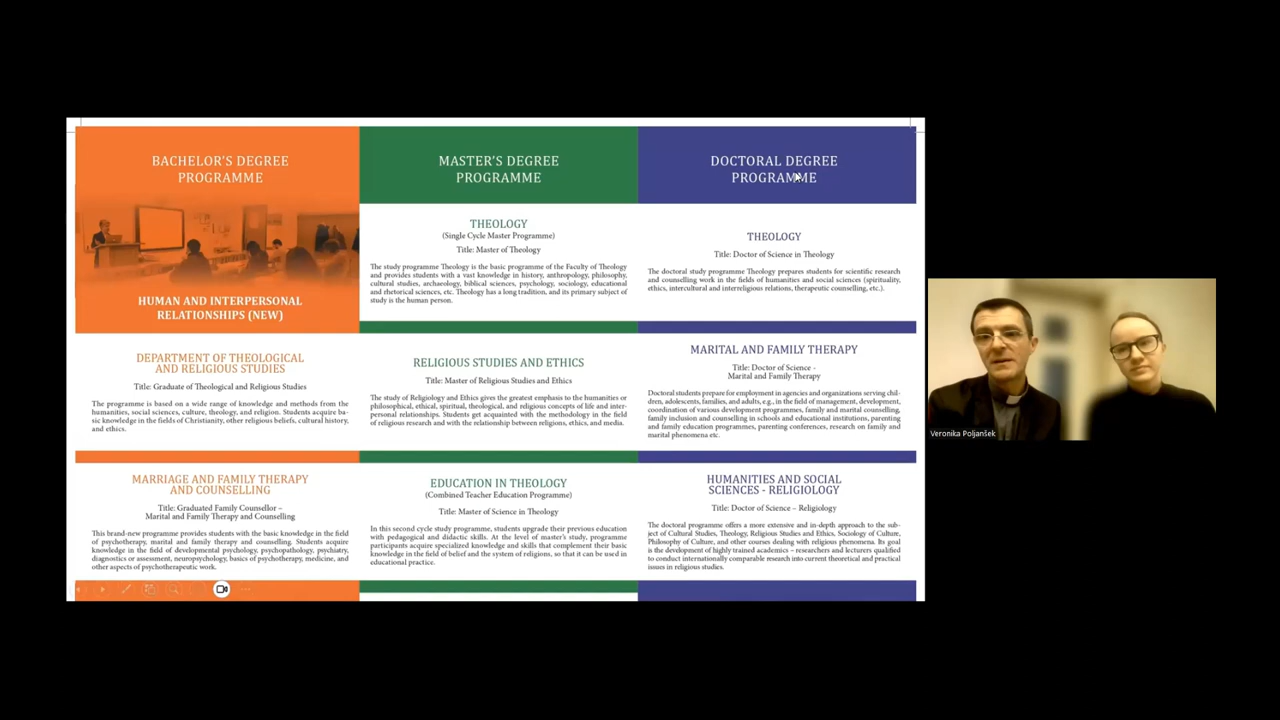 BACHELOR'S DEGREE
PROGRAMME
HUMAN AND INTERPERSONAL
RELATIONSHIPS (NEW)
DEPARTMENT OF THEOLOGICAL
AND RELIGIOUS STUDIES
Title: Graduate of Theological and Religious Studies
The programme is based on a wide range of knowledge and methods from the
humanities, social sciences, culture, theology, and religion. Students acquire ba-
sic knowledge in the fields of Christianity, other religious beliefs, cultural history,
and ethics.
MARRIAGE AND FAMILY THERAPY
AND COUNSELLING
Title: Graduated Family Counsellor –
Marital and Family Therapy and Counselling
This brand-new programme provides students with the basic knowledge in the field
of psychotherapy, marital and family therapy and counselling. Students acquire
knowledge in the field of developmental psychology, psychopathology, psychiatry,
diagnostics or assessment, neuropsychology, basics of psychotherapy, medicine, and
other aspects of psychotherapeutic work.
MASTER'S DEGREE
PROGRAMME
THEOLOGY
(Single Cycle Master Programme)
Title: Master of Theology
The study programme Theology is the basic programme of the Faculty of Theology
and provides students with a vast knowledge in history, anthropology, philosophy,
cultural studies, archaeology, biblical sciences, psychology, sociology, educational
and rhetorical sciences, etc. Theology has a long tradition, and its primary subject of
study is the human person.
RELIGIOUS STUDIES AND ETHICS
Title: Master of Religious Studies and Ethics
The study of Religiology and Ethics gives the greatest emphasis to the humanities or
philosophical, ethical, spiritual, theological, and religious concepts of life and inter-
personal relationships. Students get acquainted with the methodology in the field
of religious research and with the relationship between religions, ethics, and media.
EDUCATION IN THEOLOGY
(Combined Teacher Education Programme)
Title: Master of Science in Theology
In this second cycle study programme, students upgrade their previous education
with pedagogical and didactic skills. At the level of master's study, programme
participants acquire specialized knowledge and skills that complement their basic
knowledge in the field of belief and the system of religions, so that it can be used in
educational practice.
DOCTORAL DEGREE
PROGRAMME
THEOLOGY
Title: Doctor of Science in Theology
The doctoral study programme Theology prepares students for scientific research
and counselling work in the fields of humanities and social sciences (spirituality,
ethics, intercultural and interreligious relations, therapeutic counselling, etc.).
MARITAL AND FAMILY THERAPY
Title: Doctor of Science -
Marital and Family Therapy
Doctoral students prepare for employment in agencies and organizations serving chil-
dren, adolescents, families, and adults, e.g., in the field of management, development,
coordination of various development programmes, family and marital counselling,
family inclusion and counselling in schools and educational institutions, parenting
and family education programmes, parenting conferences, research on family and
marital phenomena etc.
HUMANITIES AND SOCIAL
SCIENCES - RELIGIOLOGY
Title: Doctor of Science – Religiology
The doctoral programme offers a more extensive and in-depth approach to the sub-
ject of Cultural Studies, Theology, Religious Studies and Ethics, Sociology of Culture,
Philosophy of Culture, and other courses dealing with religious phenomena. Its goal
is the development of highly trained academics – researchers and lecturers qualified
to conduct internationally comparable research into current theoretical and practical
issues in religious studies.
Veronika Poljanšek